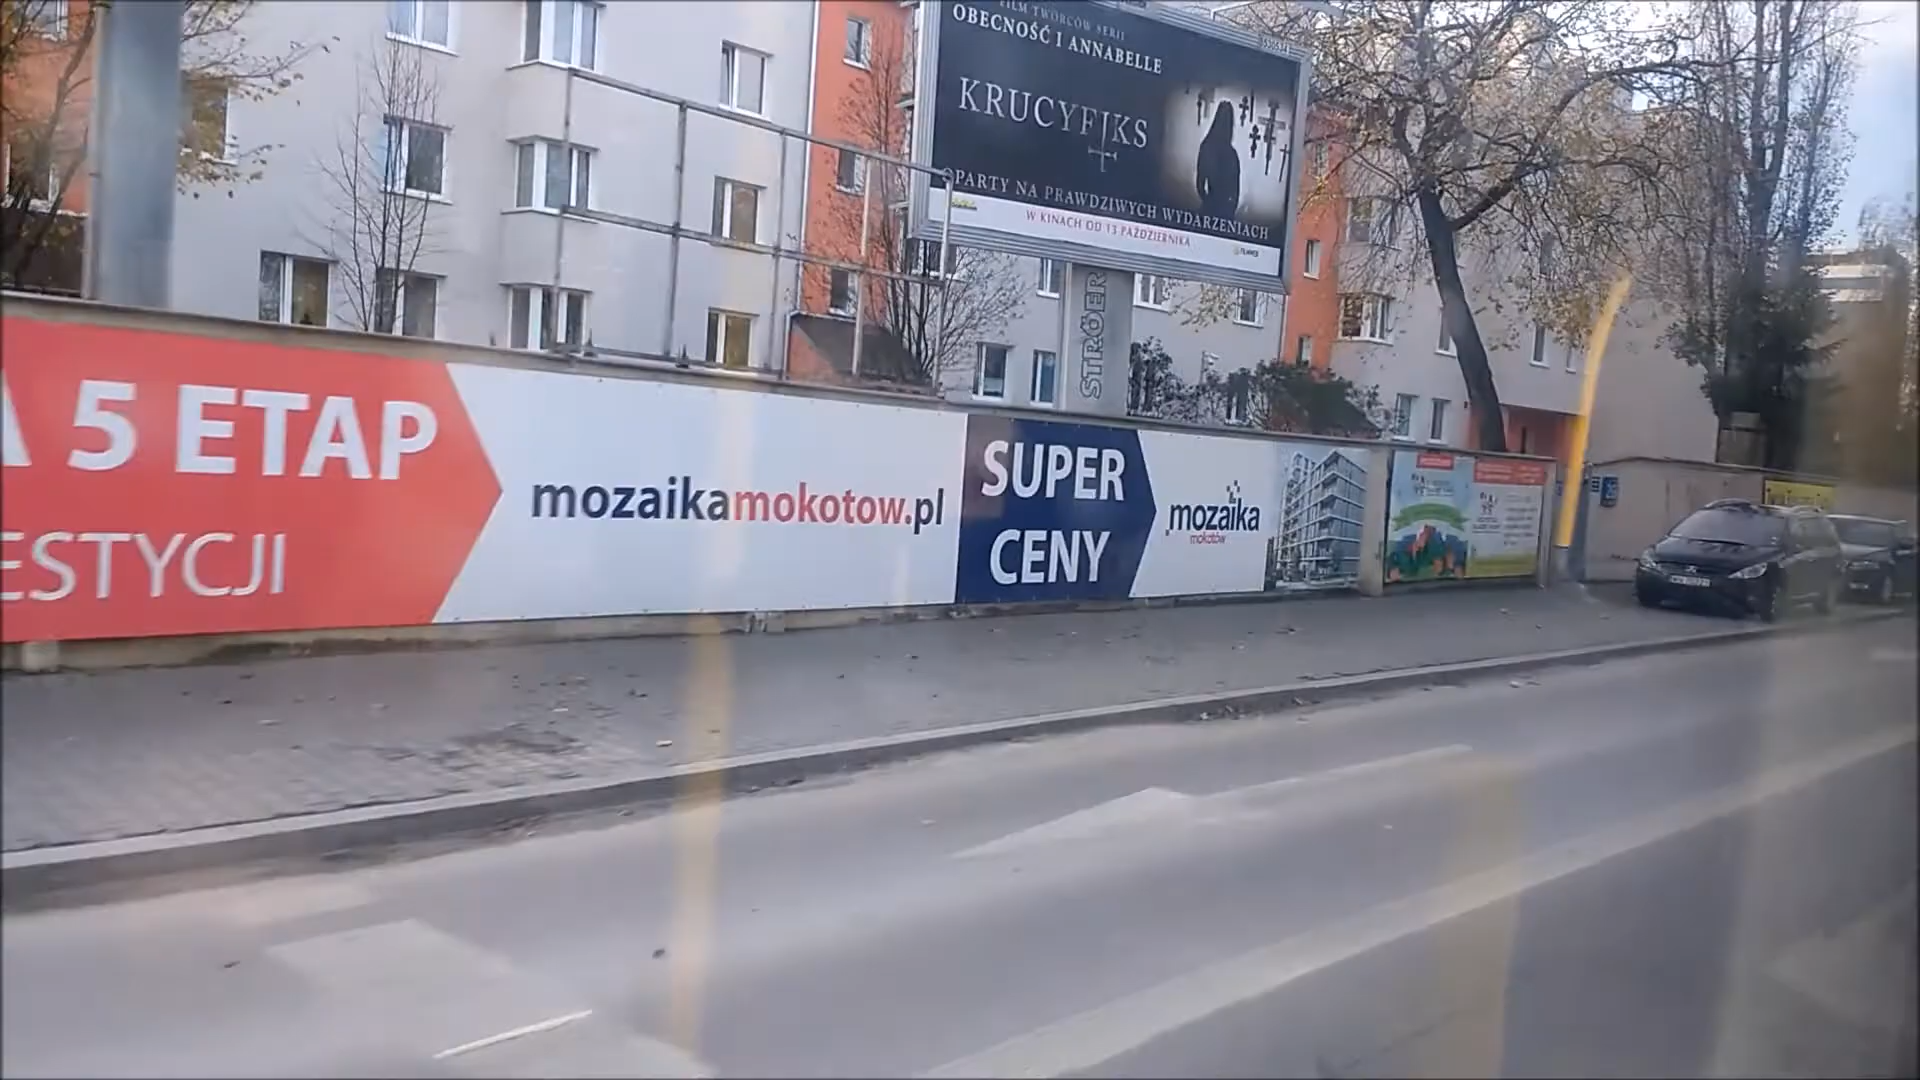 FILM TWÓRCÓW SERII
OBECNOŚĆ I ANNABELLE
KRUCYFIKS
OPARTY NA PRAWDZIWYCH WYDARZENIACH
W KINACH OD 13 PAŹDZIERNIKA
FILMWEB
STRÖER
5 ETAP
ESTYCJI
mozaikamokotow.pl
SUPER
CENY
mozaika
mokotów